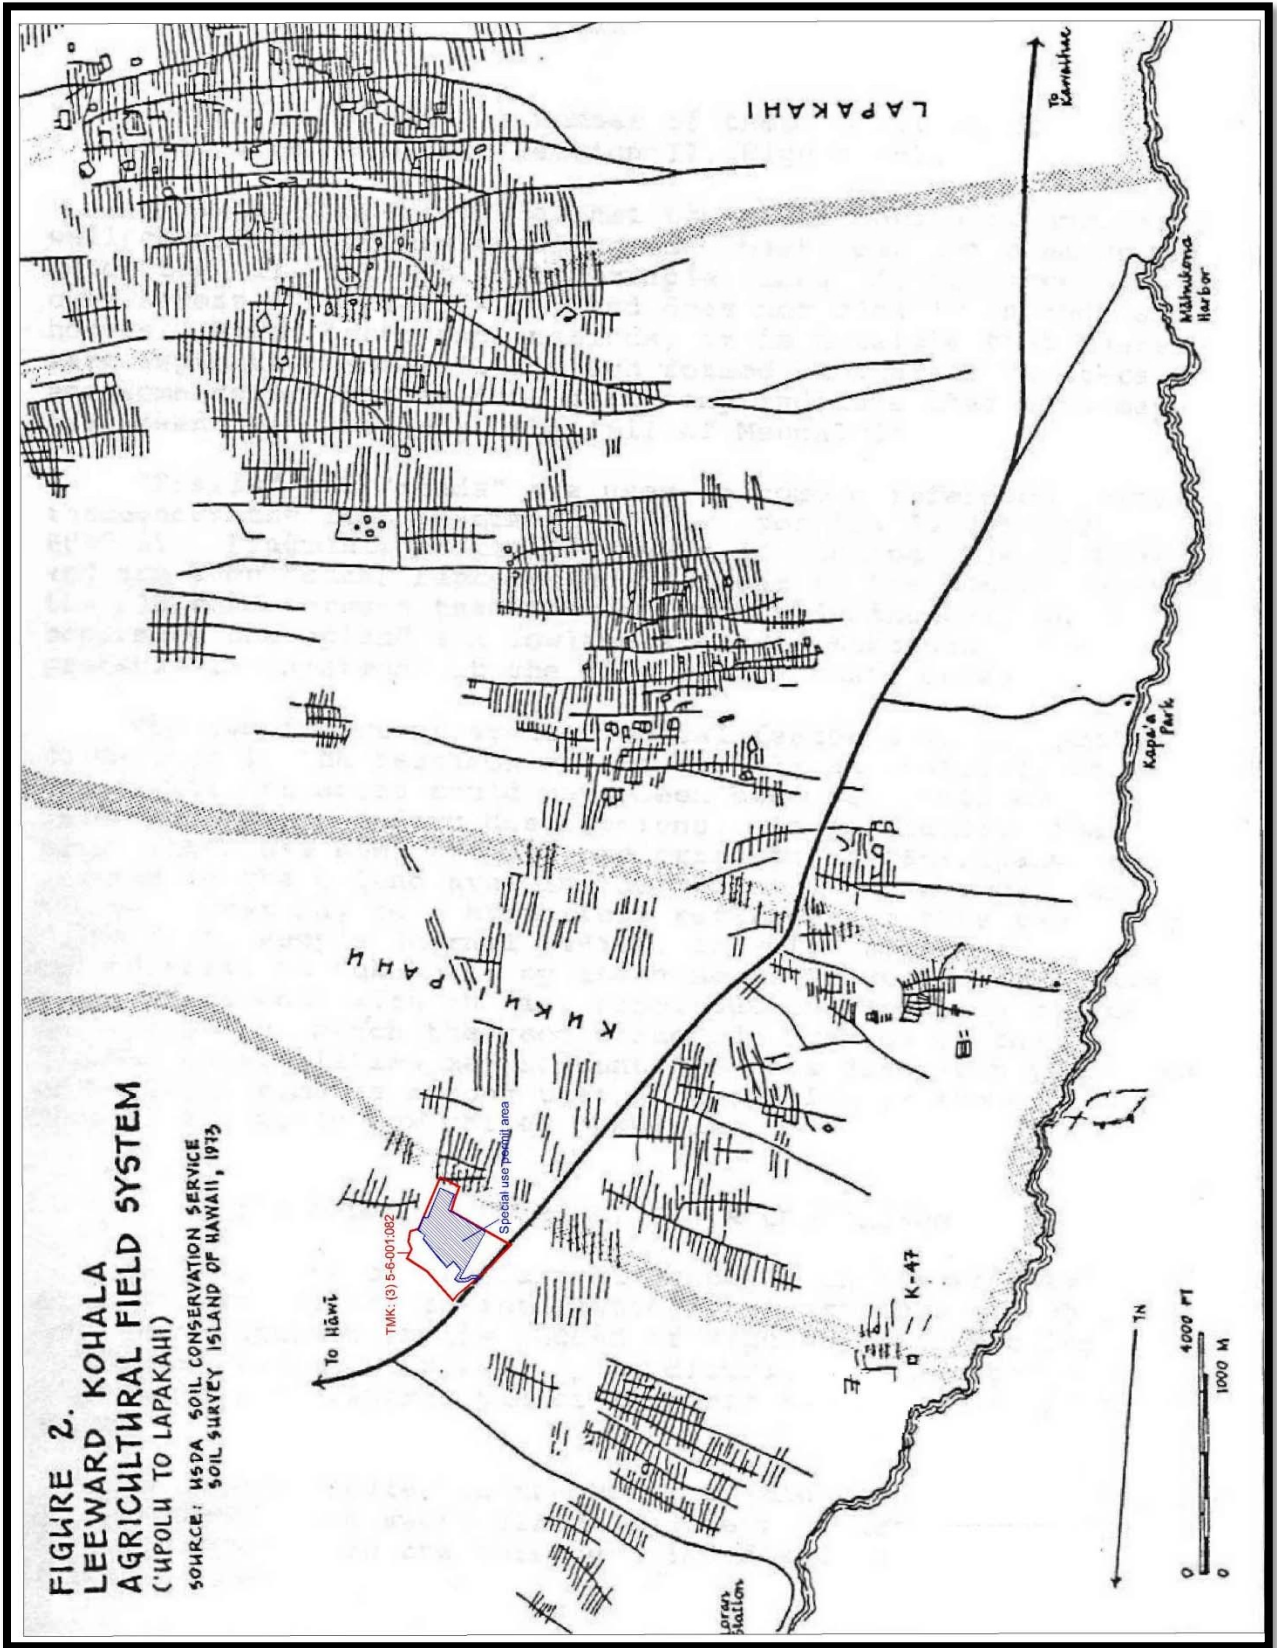 FIGURE 2.
LEEWARD KOHALA
AGRICULTURAL FIELD SYSTEM
('UPOLU TO LAPAKAHI)
SOURCE: USDA SOIL CONSERVATION SERVICE
SOIL SURVEY ISLAND OF HAWAII, 1973
To Hāwī
TMK: (3) 5-6-001:082
Special use permit area
KUKUIPAHU
LAPAKAHI
To Kawaihae
Māhukona
Harbor
Kapa'a
Park
K-47
Loran
Station
TN
0 4000 FT
0 1000 M